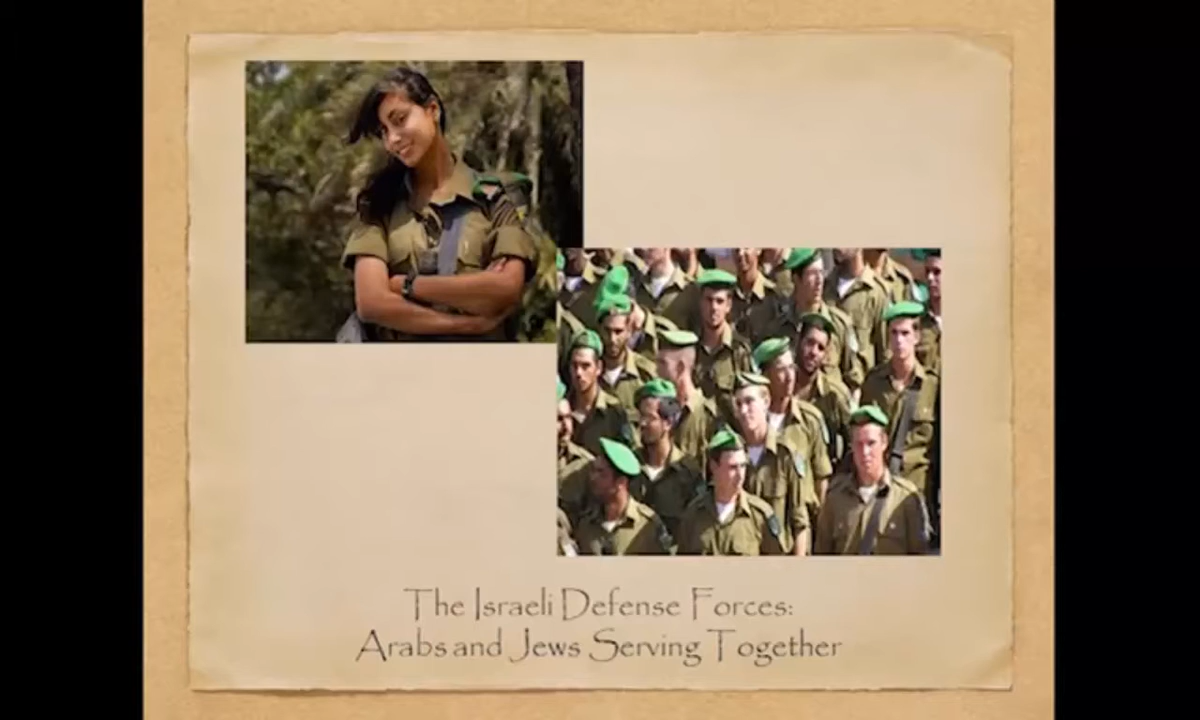 The Israeli Defense Forces:
Arabs and Jews Serving Together